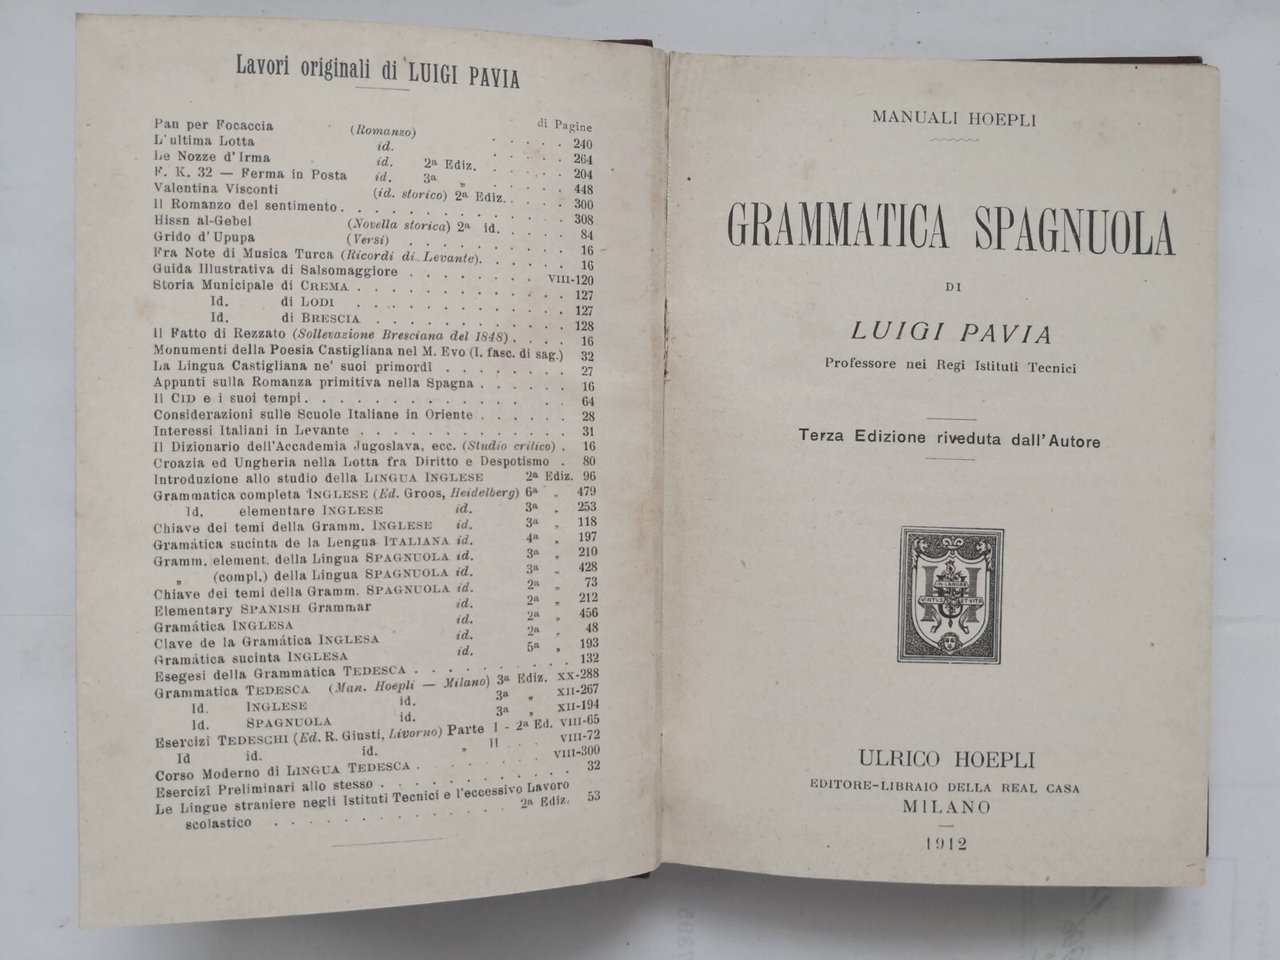 Lavori originali di LUIGI PAVIA
di Pagine
Pan per Focaccia (Romanzo) . . . . . 240
L'ultima Lotta id. . . . . . 264
Le Nozze d'Irma id. 2ª Ediz. . . . . 204
F. K. 32 — Ferma in Posta id. 3ª „ . . . . 448
Valentina Visconti (id. storico) 2ª Ediz. . . . . 300
Il Romanzo del sentimento . . . . . . . . . 308
Hissn al-Gebel (Novella storica) 2ª id. . . . . 84
Grido d'Upupa (Versi) . . . . . . . . 16
Fra Note di Musica Turca (Ricordi di Levante) . . . . . 16
Guida Illustrativa di Salsomaggiore . . . . . . . VIII-120
Storia Municipale di CREMA . . . . . . . . . 127
Id. di LODI . . . . . . . . . 127
Id. di BRESCIA . . . . . . . . 128
Il Fatto di Rezzato (Sollevazione Bresciana del 1848) . . . . 16
Monumenti della Poesia Castigliana nel M. Evo (I. fasc. di sag.) 32
La Lingua Castigliana ne' suoi primordî . . . . . . 27
Appunti sulla Romanza primitiva nella Spagna . . . . . . 16
Il CID e i suoi tempi . . . . . . . . . . 64
Considerazioni sulle Scuole Italiane in Oriente . . . . . . 28
Interessi Italiani in Levante . . . . . . . . . 31
Il Dizionario dell'Accademia Jugoslava, ecc. (Studio critico) . 16
Croazia ed Ungheria nella Lotta fra Diritto e Despotismo . 80
Introduzione allo studio della LINGUA INGLESE 2ª Ediz. 96
Grammatica completa INGLESE (Ed. Groos, Heidelberg) 6ª „ 479
Id. elementare INGLESE id. 3ª „ 253
Chiave dei temi della Gramm. INGLESE id. 3ª „ 118
Gramática sucinta de la Lengua ITALIANA id. 4ª „ 197
Gramm. element. della Lingua SPAGNUOLA id. 3ª „ 210
„ (compl.) della Lingua SPAGNUOLA id. 3ª „ 428
Chiave dei temi della Gramm. SPAGNUOLA id. 2ª „ 73
Elementary SPANISH Grammar id. 2ª „ 212
Gramática INGLESA id. 2ª „ 456
Clave de la Gramática INGLESA id. 2ª „ 48
Gramática sucinta INGLESA id. 5ª „ 193
Esegesi della Grammatica TEDESCA . . . . . . . . . 132
Grammatica TEDESCA (Man. Hoepli — Milano) 3ª Ediz. XX-288
Id. INGLESE id. 3ª „ XII-267
Id. SPAGNUOLA id. 3ª „ XII-194
Esercizî TEDESCHI (Ed. R. Giusti, Livorno) Parte I - 2ª Ed. VIII-65
Id id. id. „ II . . . VIII-72
Corso Moderno di LINGUA TEDESCA . . . . . . . VIII-300
Esercizî Preliminari allo stesso . . . . . . . . . 32
Le Lingue straniere negli Istituti Tecnici e l'eccessivo Lavoro
scolastico . . . . . . . . . 2ª Ediz. 53
MANUALI HOEPLI
GRAMMATICA SPAGNUOLA
DI
LUIGI PAVIA
Professore nei Regi Istituti Tecnici
Terza Edizione riveduta dall'Autore
IN LABORE
VIRTUS ET VITA
ULRICO HOEPLI
EDITORE-LIBRAIO DELLA REAL CASA
MILANO
1912